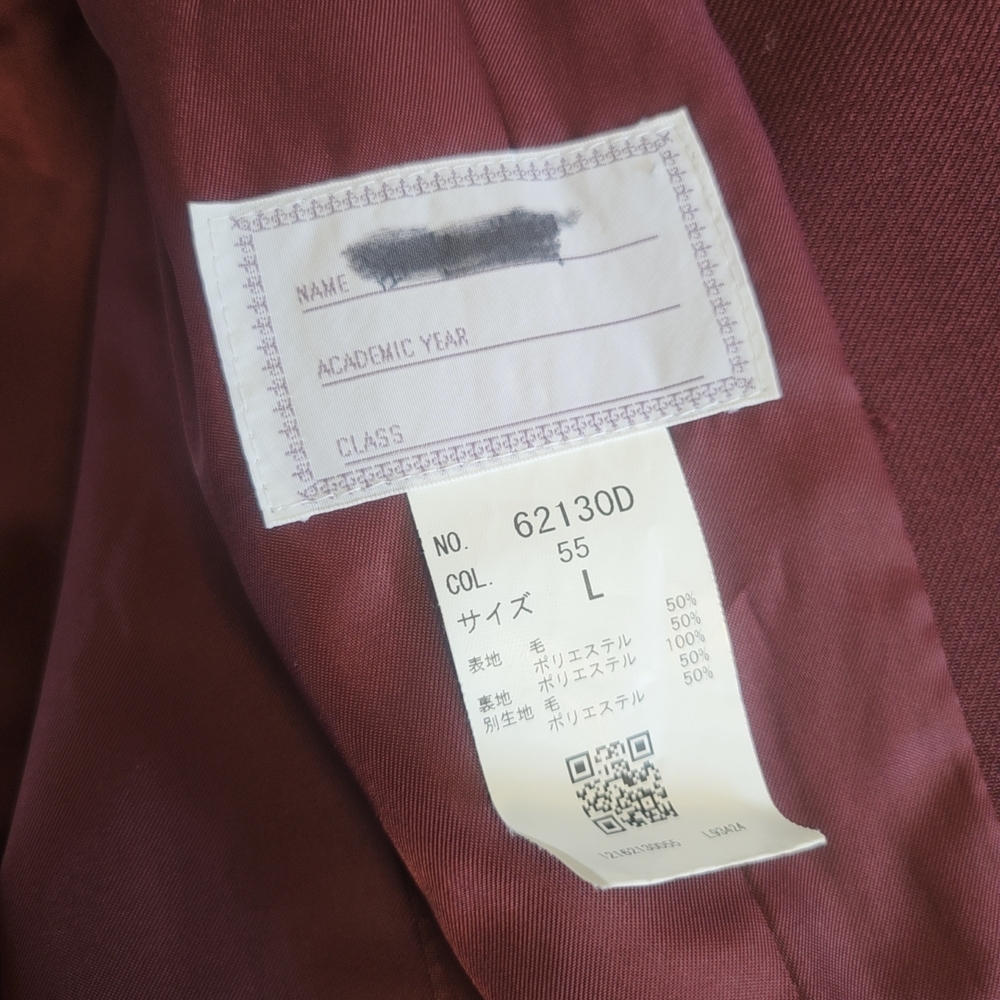 NAME
ACADEMIC YEAR
CLASS
NO. 62130D
COL. 55
サイズ L
表地 毛 50%
ポリエステル 50%
裏地 ポリエステル 100%
別生地 毛 50%
ポリエステル 50%
12162130055 L93424